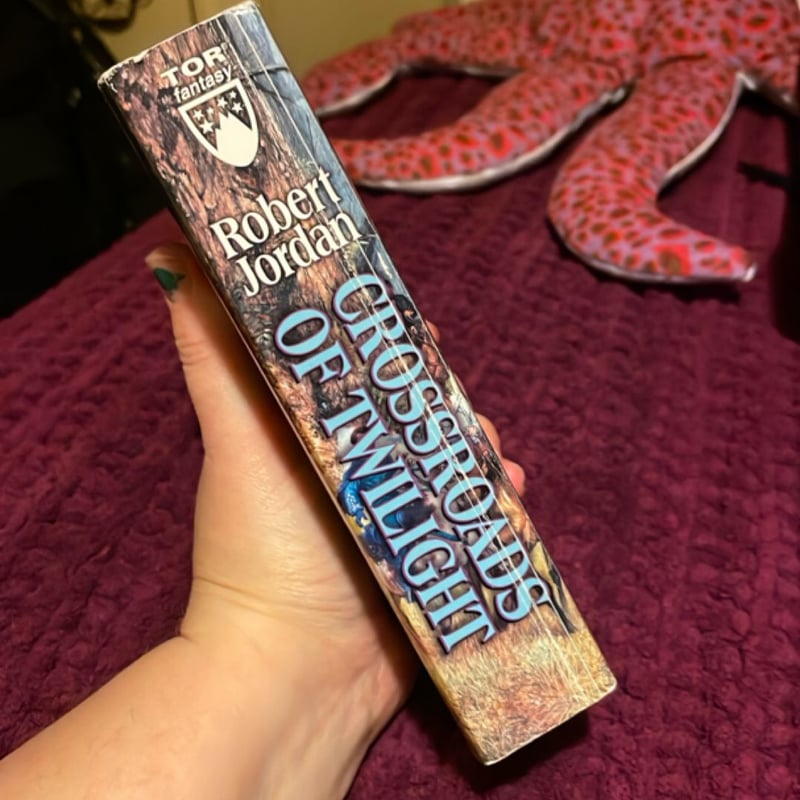 TOR
fantasy
Robert
Jordan
CROSSROADS
OF TWILIGHT